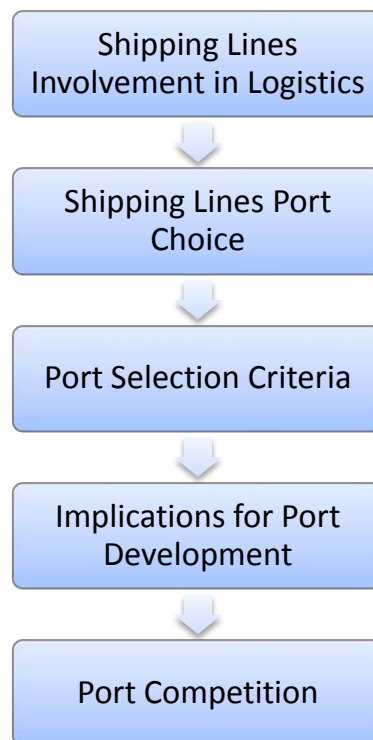 Shipping Lines
Involvement in Logistics
Shipping Lines Port
Choice
Port Selection Criteria
Implications for Port
Development
Port Competition